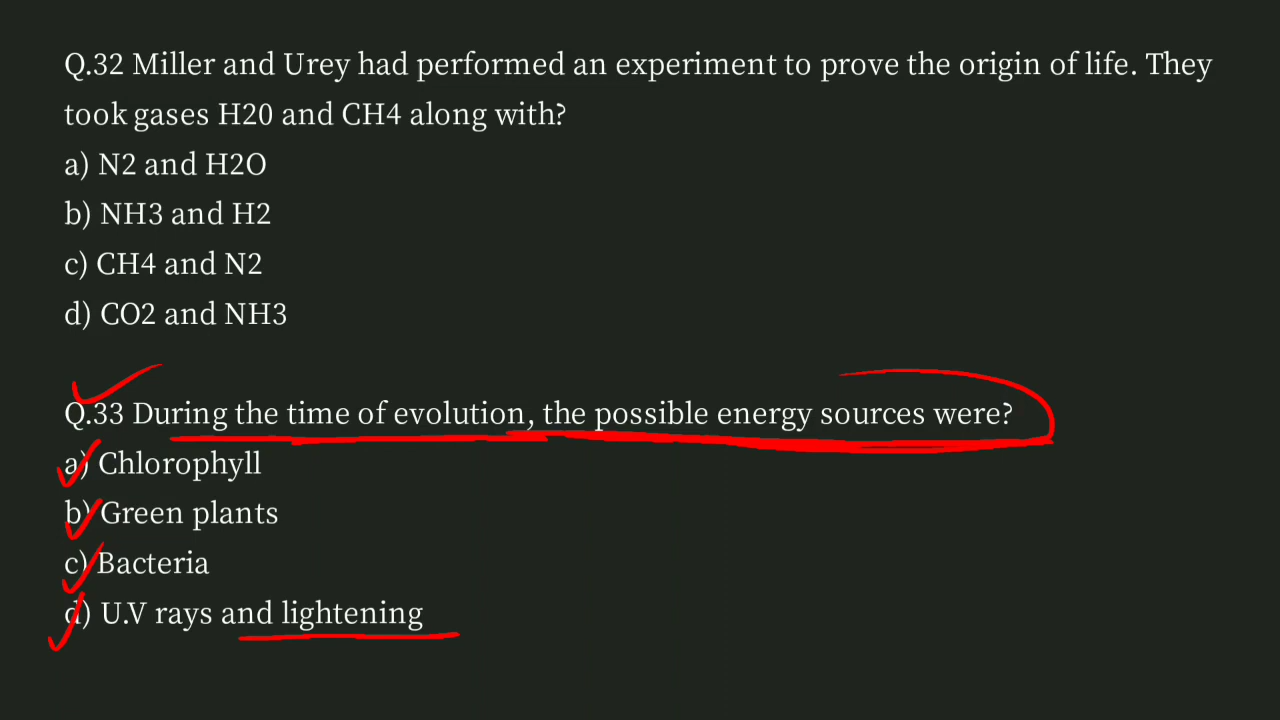 Q.32 Miller and Urey had performed an experiment to prove the origin of life. They
took gases H20 and CH4 along with?
a) N2 and H2O
b) NH3 and H2
c) CH4 and N2
d) CO2 and NH3
Q.33 During the time of evolution, the possible energy sources were?
a) Chlorophyll
b) Green plants
c) Bacteria
d) U.V rays and lightening